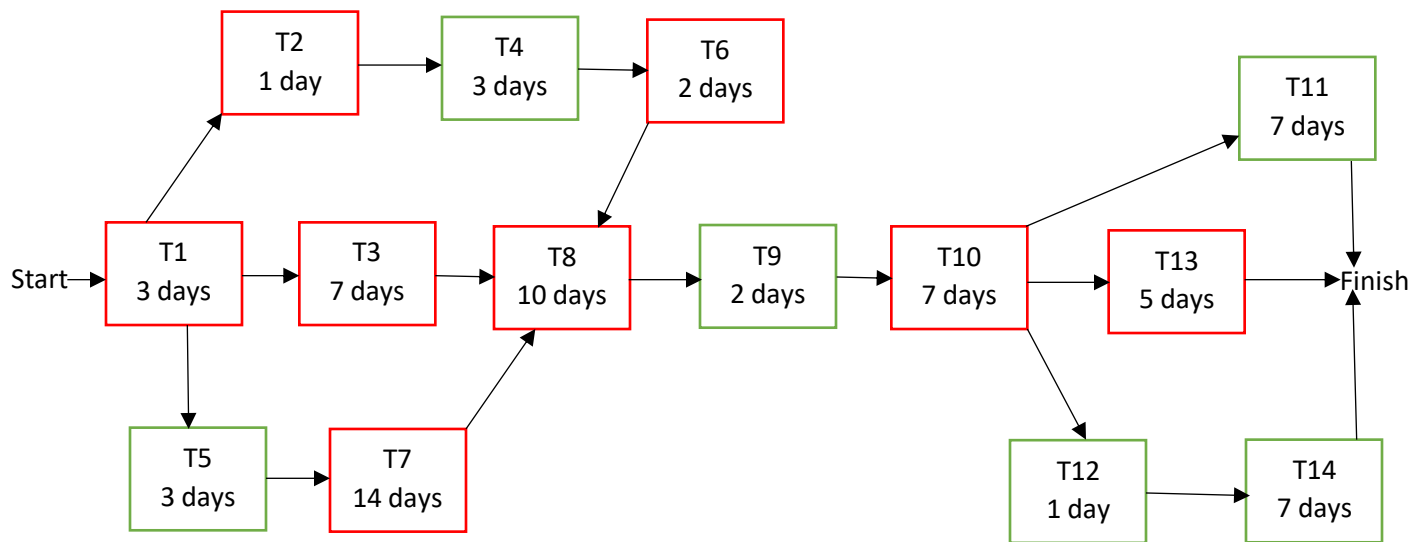 T2
1 day
T4
3 days
T6
2 days
T11
7 days
Start
T1
3 days
T3
7 days
T8
10 days
T9
2 days
T10
7 days
T13
5 days
Finish
T5
3 days
T7
14 days
T12
1 day
T14
7 days